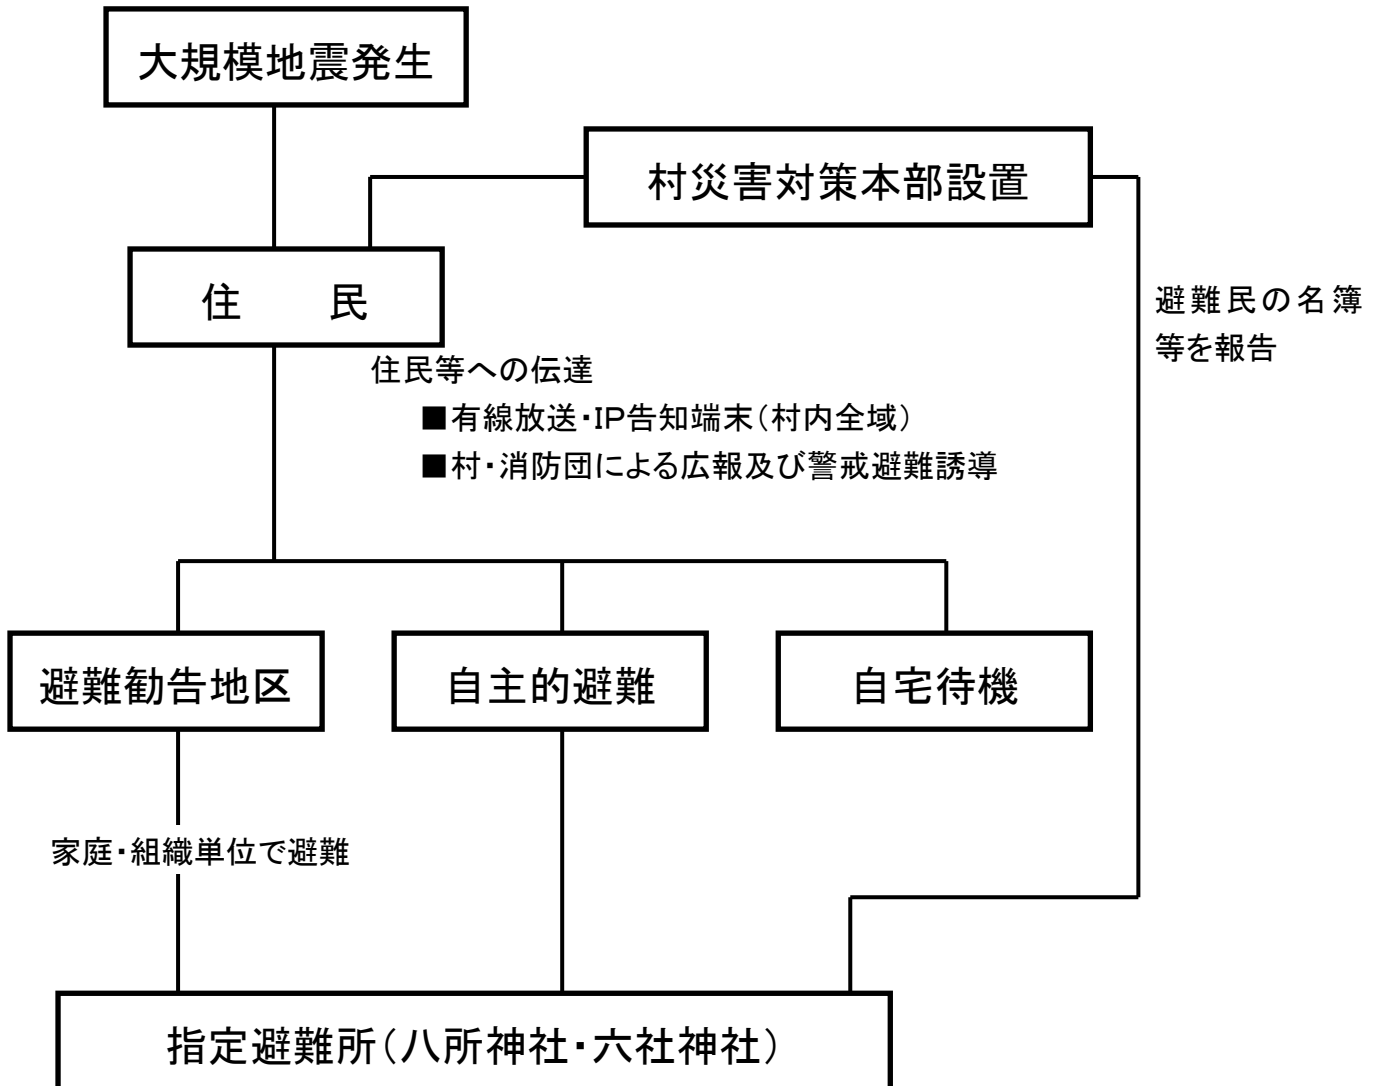 大規模地震発生
村災害対策本部設置
住　　民
避難民の名簿
等を報告
住民等への伝達
■有線放送・IP告知端末（村内全域）
■村・消防団による広報及び警戒避難誘導
避難勧告地区
自主的避難
自宅待機
家庭・組織単位で避難
指定避難所（八所神社・六社神社）